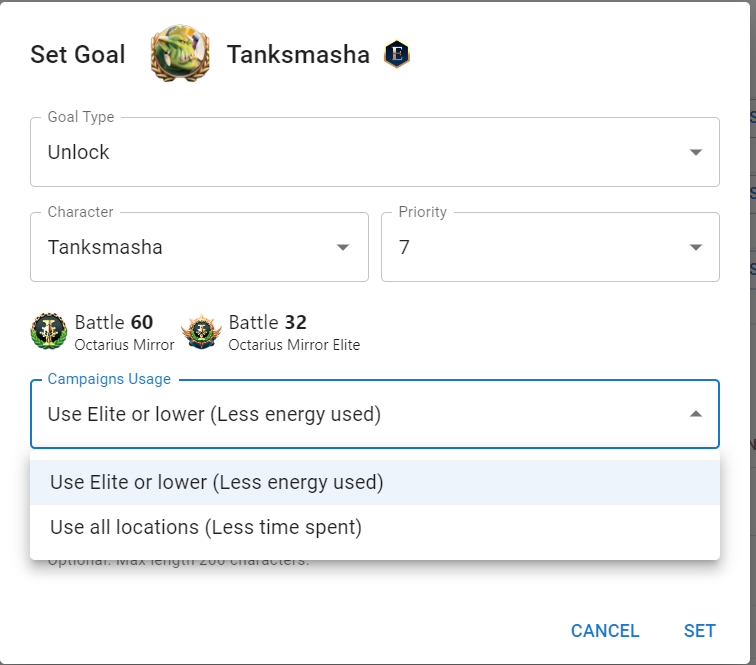 Set Goal Tanksmasha E
Goal Type
Unlock
Character
Tanksmasha
Priority
7
Battle 60
Octarius Mirror
Battle 32
Octarius Mirror Elite
Campaigns Usage
Use Elite or lower (Less energy used)
Use Elite or lower (Less energy used)
Use all locations (Less time spent)
Optional. Max length 200 characters.
CANCEL SET